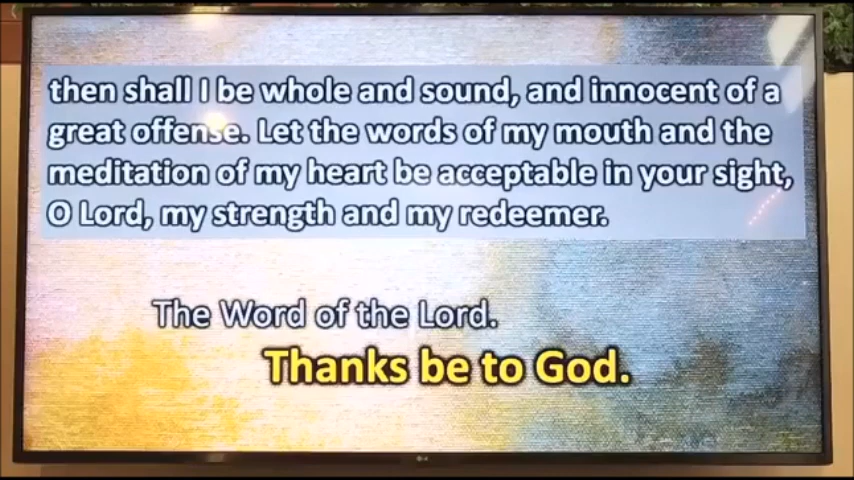 then shall I be whole and sound, and innocent of a
great offense. Let the words of my mouth and the
meditation of my heart be acceptable in your sight,
O Lord, my strength and my redeemer.
The Word of the Lord.
Thanks be to God.